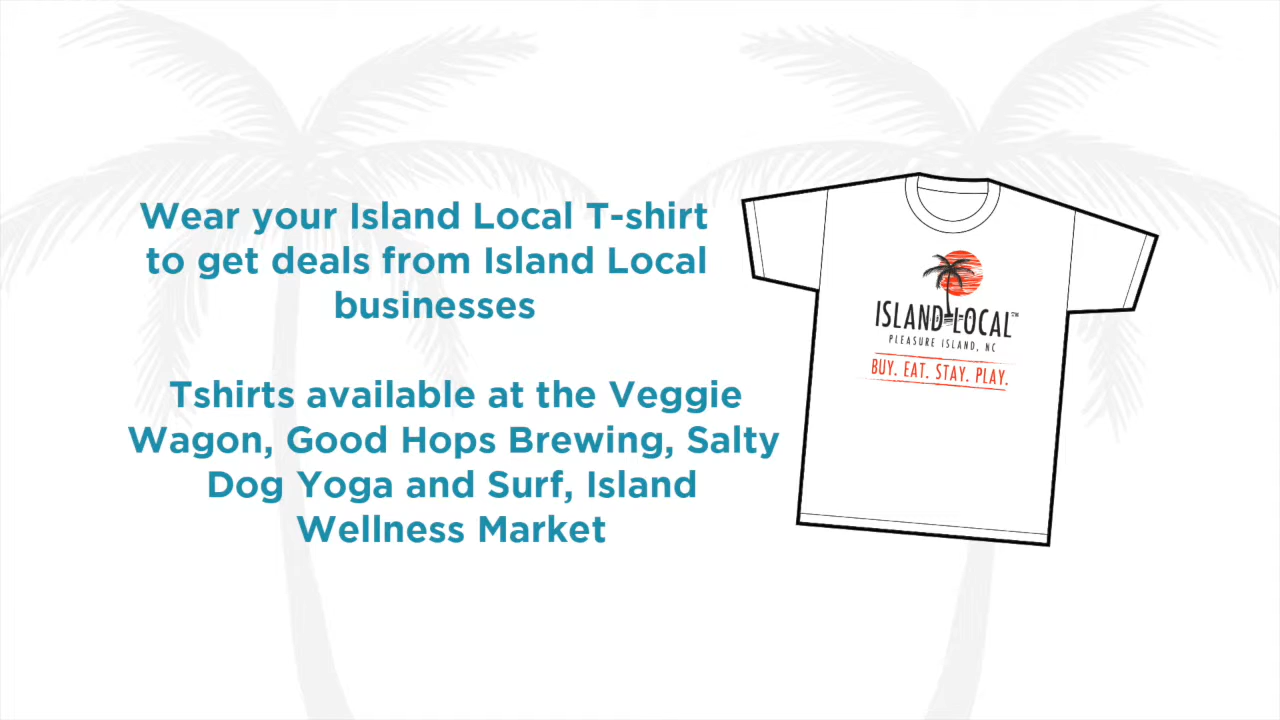 Wear your Island Local T-shirt
to get deals from Island Local
businesses
Tshirts available at the Veggie
Wagon, Good Hops Brewing, Salty
Dog Yoga and Surf, Island
Wellness Market
ISLAND LOCAL™
PLEASURE ISLAND, NC
BUY. EAT. STAY. PLAY.